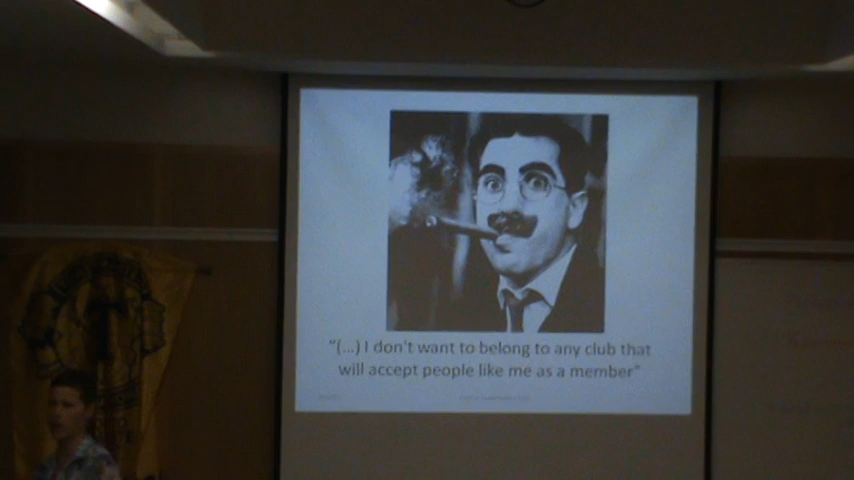 "(...) I don't want to belong to any club that
will accept people like me as a member"